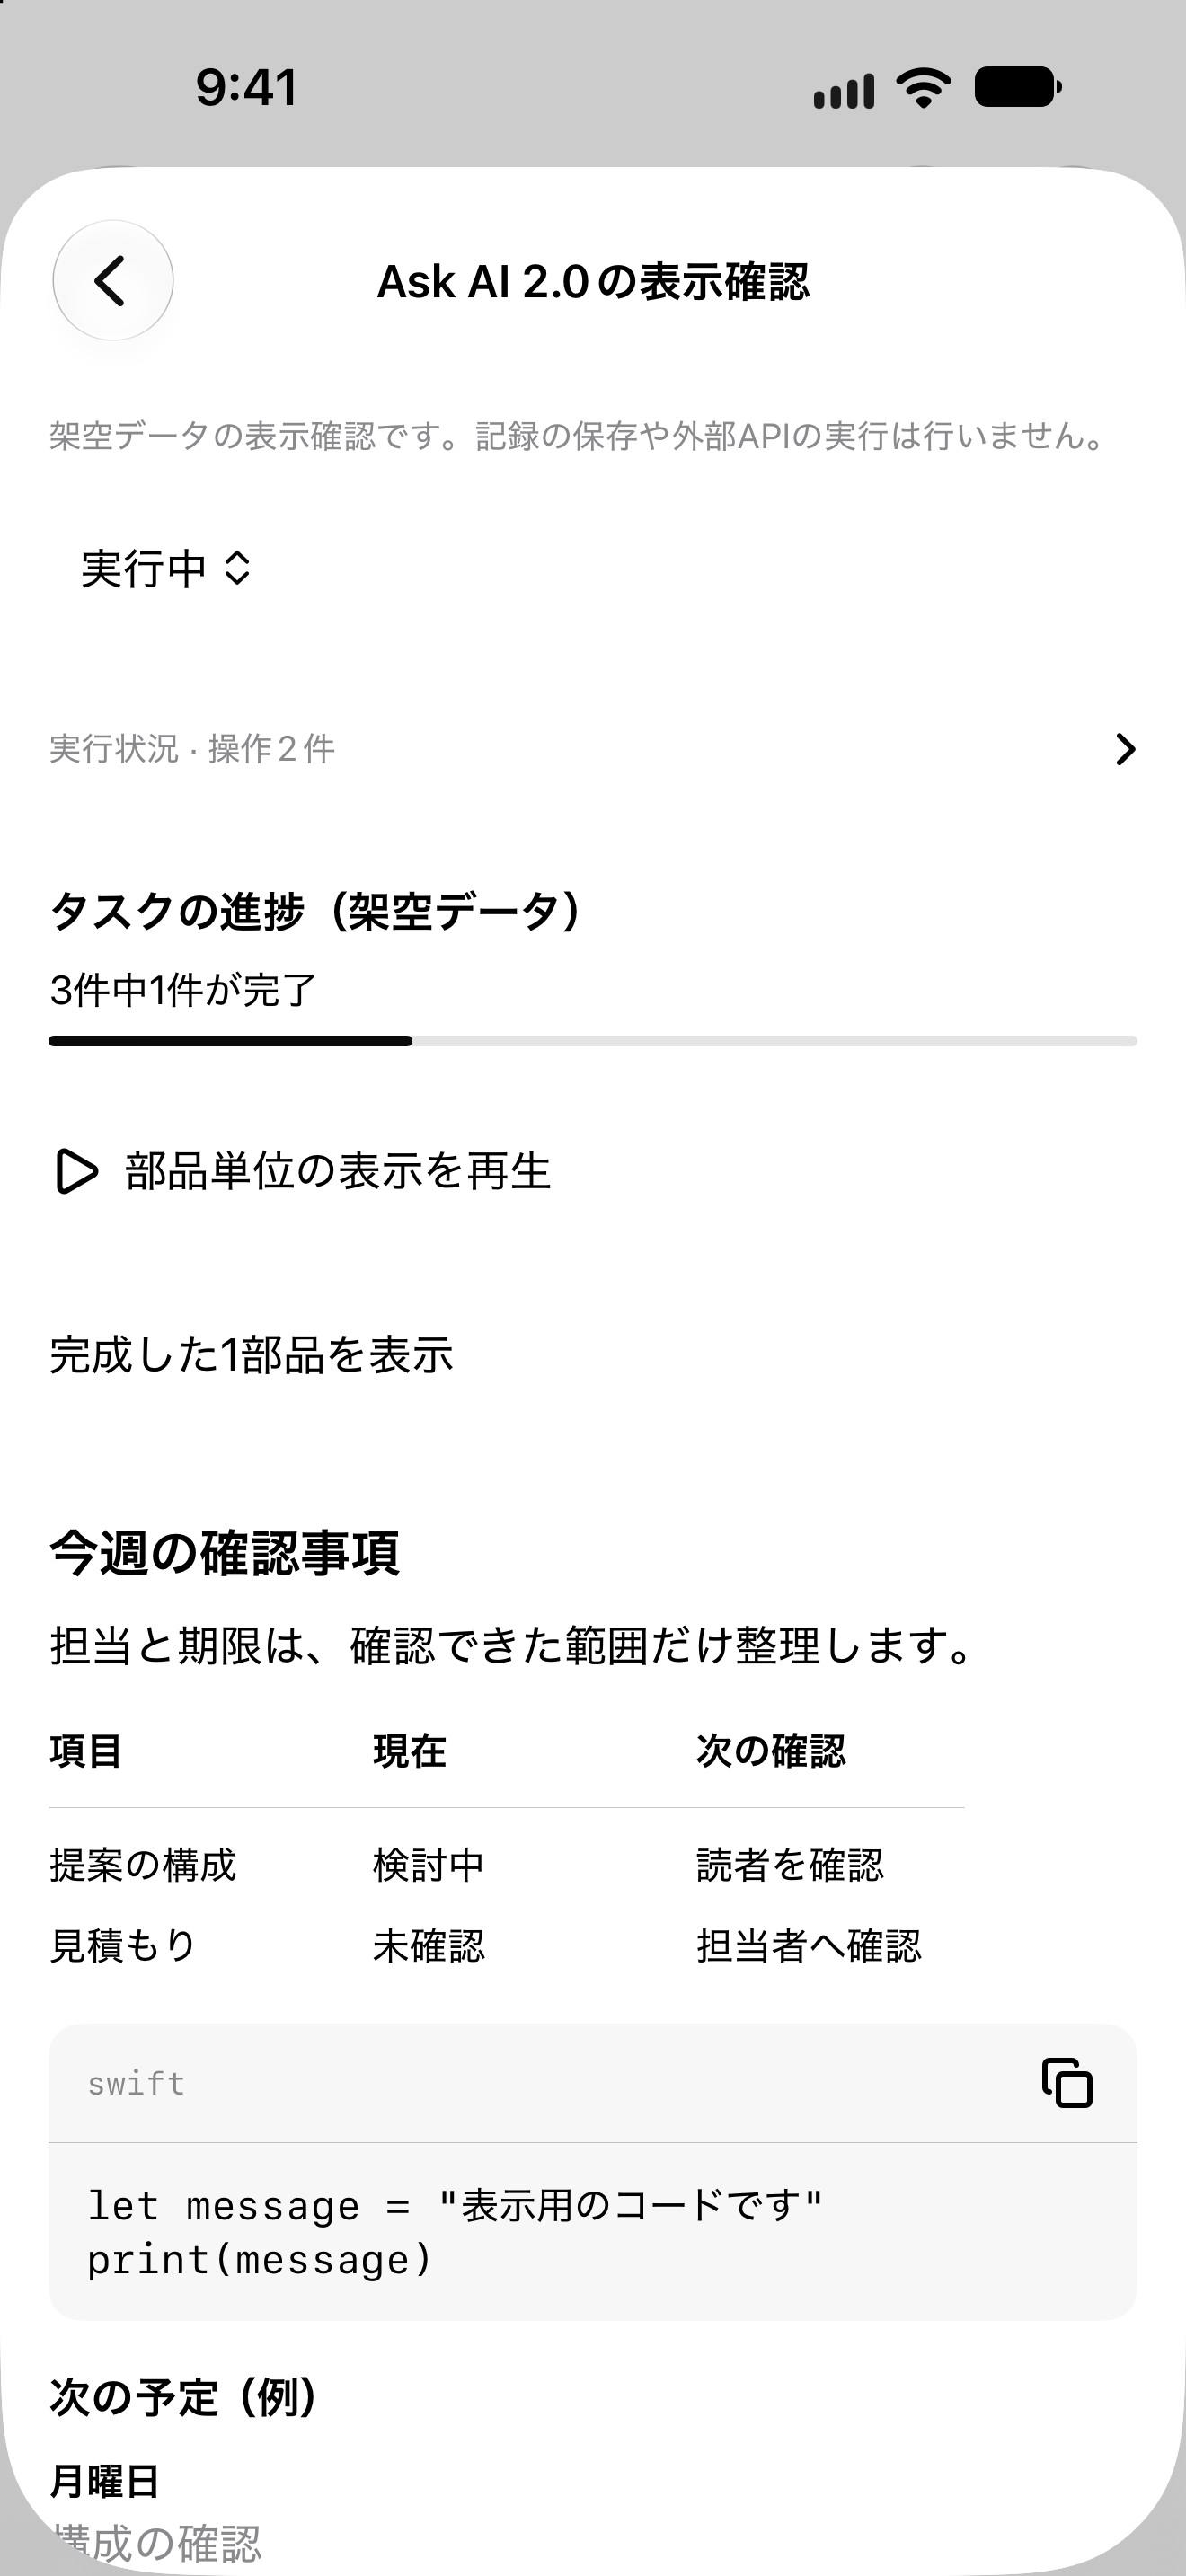 9:41
Ask AI 2.0の表示確認
架空データの表示確認です。記録の保存や外部APIの実行は行いません。
実行中
実行状況 · 操作2件
タスクの進捗（架空データ）
3件中1件が完了
部品単位の表示を再生
完成した1部品を表示
今週の確認事項
担当と期限は、確認できた範囲だけ整理します。
項目 現在 次の確認
提案の構成 検討中 読者を確認
見積もり 未確認 担当者へ確認
swift
let message = "表示用のコードです"
print(message)
次の予定（例）
月曜日
構成の確認